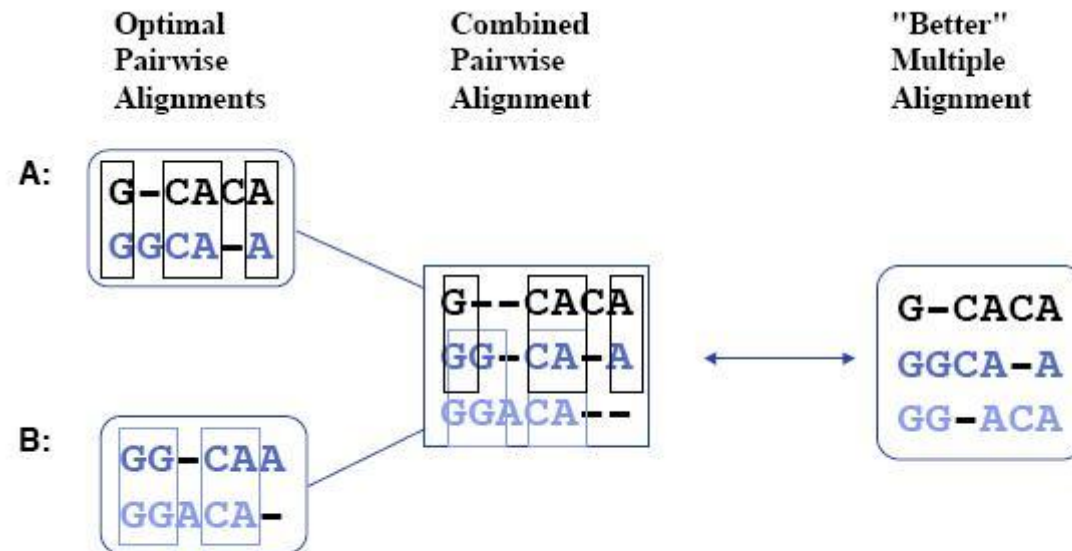 Optimal
Pairwise
Alignments
Combined
Pairwise
Alignment
"Better"
Multiple
Alignment
A:
G-CACA
GGCA-A
G--CACA
GG-CA-A
GGACA--
G-CACA
GGCA-A
GG-ACA
B:
GG-CAA
GGACA-